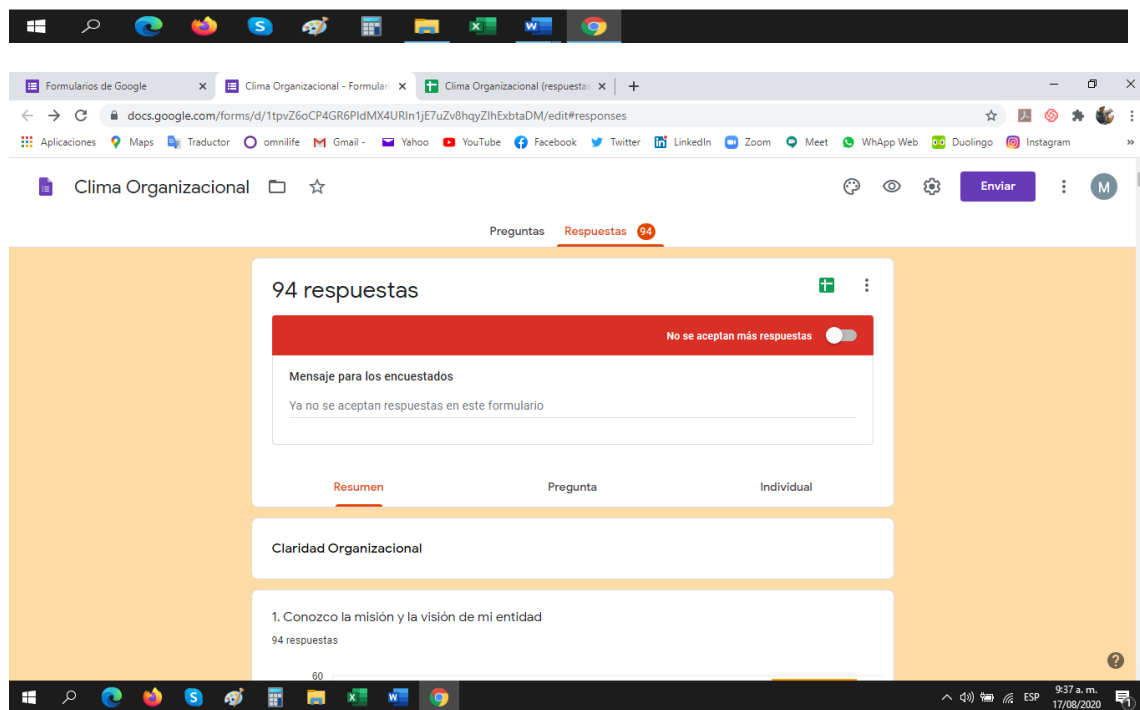 Formularios de Google
Clima Organizacional - Formulari
Clima Organizacional (respuestas
docs.google.com/forms/d/1tpvZ6oCP4GR6PIdMX4URIn1jE7uZv8hqyZIhExbtaDM/edit#responses
Aplicaciones Maps Traductor omnilife Gmail - Yahoo YouTube Facebook Twitter LinkedIn Zoom Meet WhApp Web Duolingo Instagram »
Clima Organizacional
Enviar
M
Preguntas Respuestas 94
94 respuestas
No se aceptan más respuestas
Mensaje para los encuestados
Ya no se aceptan respuestas en este formulario
Resumen Pregunta Individual
Claridad Organizacional
1. Conozco la misión y la visión de mi entidad
94 respuestas
60
ESP
9:37 a. m.
17/08/2020
1